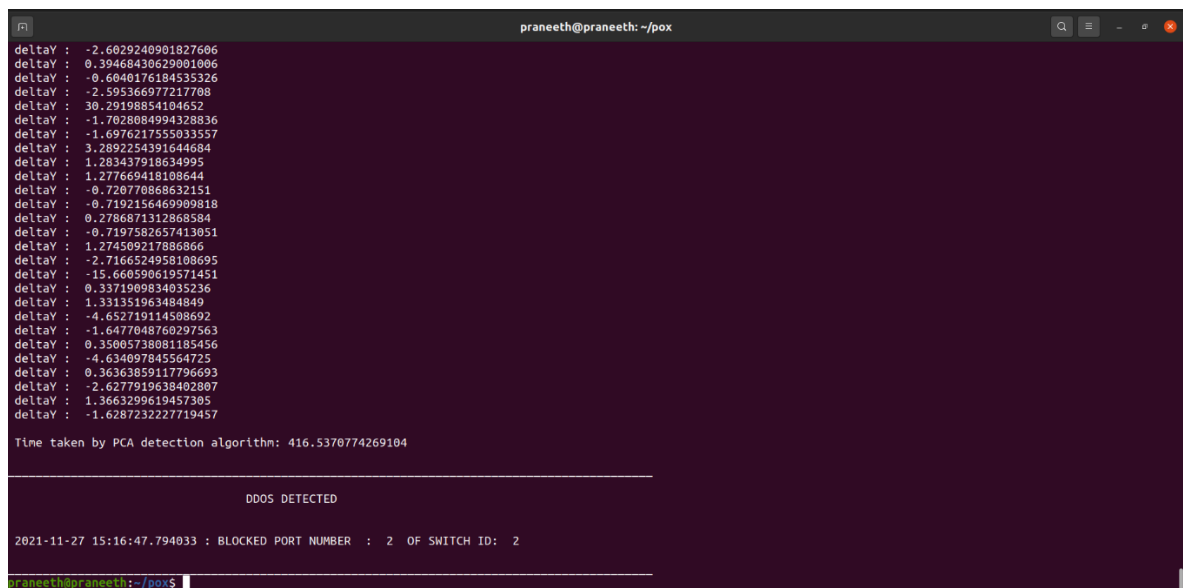 praneeth@praneeth: ~/pox
deltaY :  -2.6029240901827606
deltaY :  0.39468430629001006
deltaY :  -0.6040176184535326
deltaY :  -2.595366977217708
deltaY :  30.29198854104652
deltaY :  -1.7028084994328836
deltaY :  -1.6976217555033557
deltaY :  3.2892254391644684
deltaY :  1.283437918634995
deltaY :  1.277669418108644
deltaY :  -0.720770868632151
deltaY :  -0.7192156469909818
deltaY :  0.2786871312868584
deltaY :  -0.7197582657413051
deltaY :  1.274509217886866
deltaY :  -2.7166524958108695
deltaY :  -15.660590619571451
deltaY :  0.3371909834035236
deltaY :  1.331351963484849
deltaY :  -4.652719114508692
deltaY :  -1.6477048760297563
deltaY :  0.35005738081185456
deltaY :  -4.634097845564725
deltaY :  0.36363859117796693
deltaY :  -2.6277919638402807
deltaY :  1.3663299619457305
deltaY :  -1.6287232227719457
Time taken by PCA detection algorithm: 416.5370774269104
DDOS DETECTED
2021-11-27 15:16:47.794033 : BLOCKED PORT NUMBER  :  2  OF SWITCH ID:  2
praneeth@praneeth:~/pox$